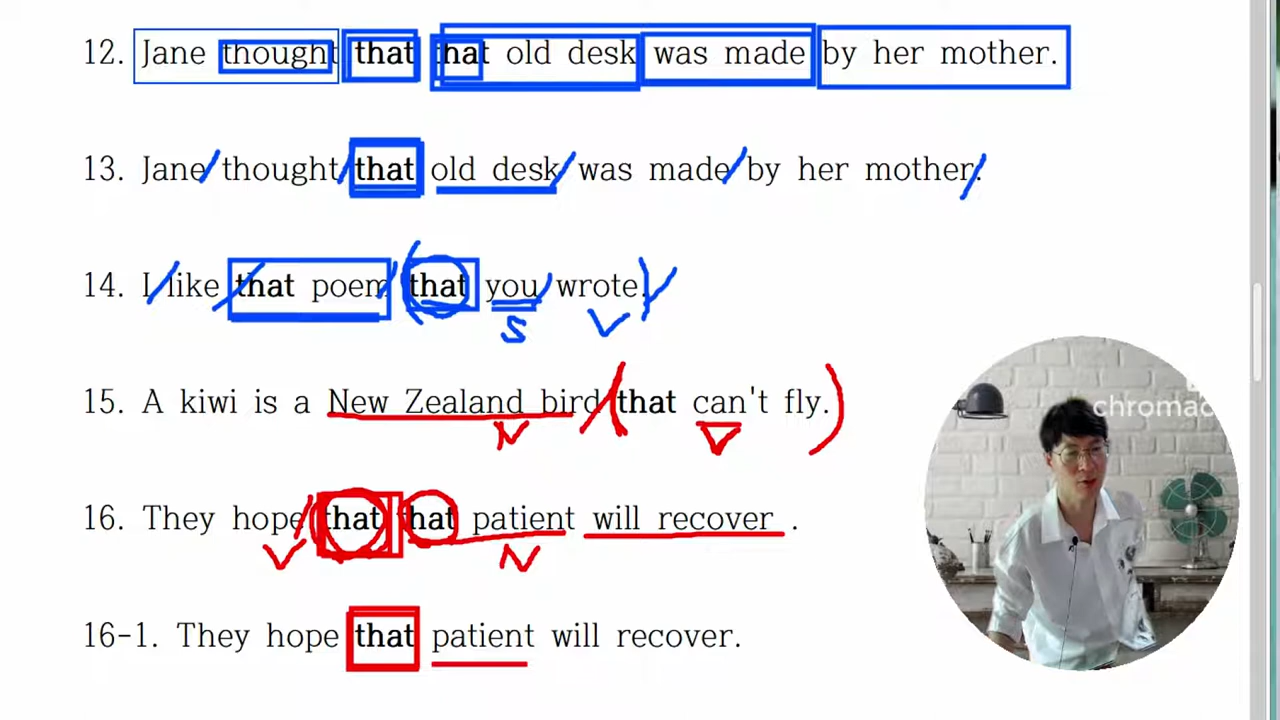 12. Jane thought that that old desk was made by her mother.
13. Jane thought that old desk was made by her mother.
14. I like that poem that you wrote.
S V
15. A kiwi is a New Zealand bird that can't fly.
N V
16. They hope that that patient will recover .
V N
16-1. They hope that patient will recover.
chromac